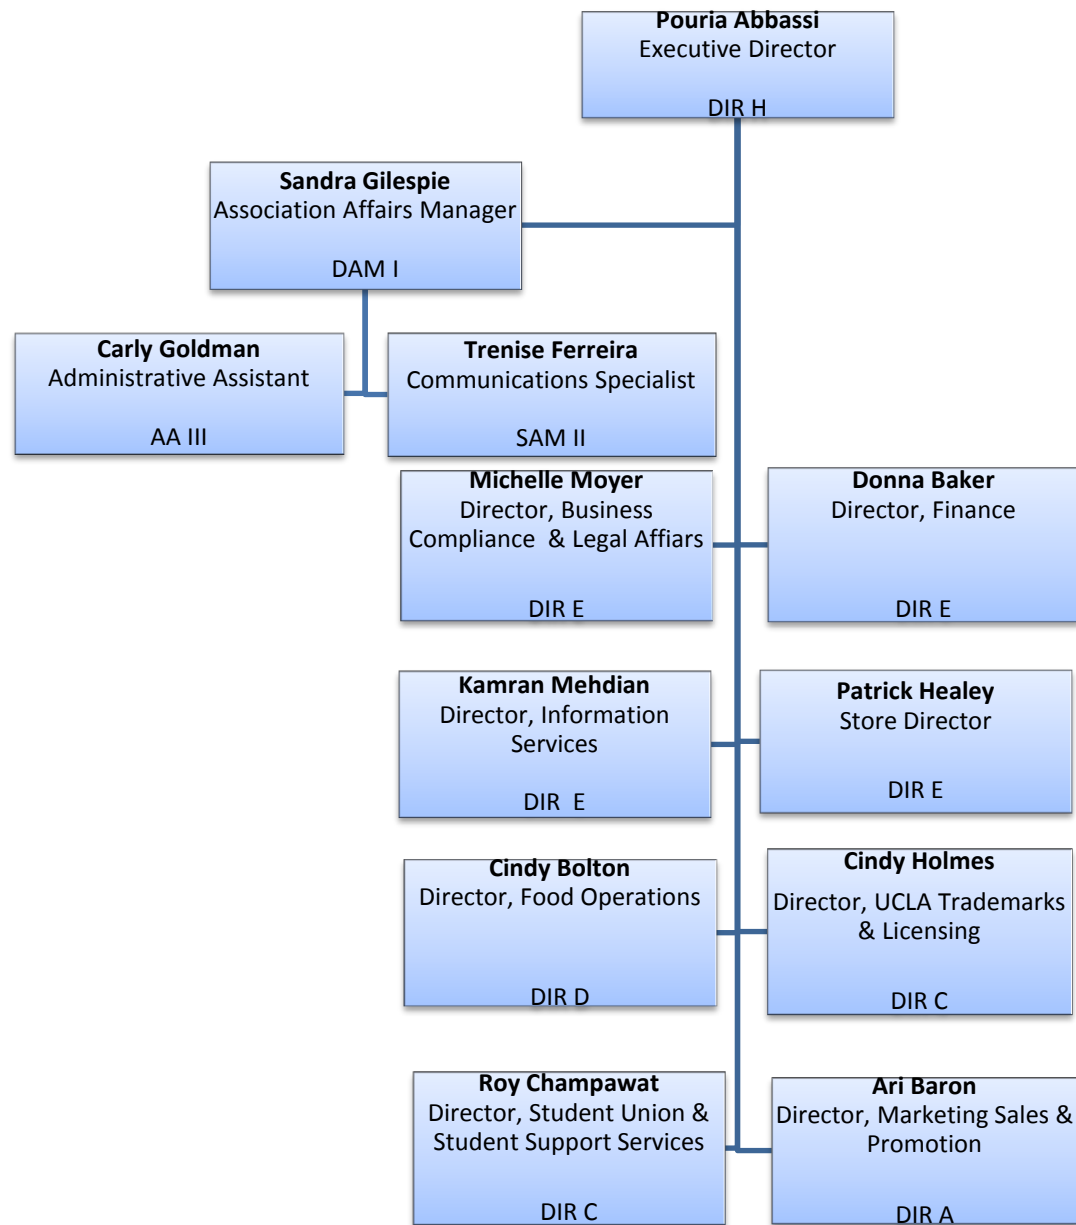 Pouria Abbassi
Executive Director
DIR H
Sandra Gilespie
Association Affairs Manager
DAM I
Carly Goldman
Administrative Assistant
AA III
Trenise Ferreira
Communications Specialist
SAM II
Michelle Moyer
Director, Business
Compliance  & Legal Affiars
DIR E
Donna Baker
Director, Finance
DIR E
Kamran Mehdian
Director, Information
Services
DIR  E
Patrick Healey
Store Director
DIR E
Cindy Bolton
Director, Food Operations
DIR D
Cindy Holmes
Director, UCLA Trademarks
& Licensing
DIR C
Roy Champawat
Director, Student Union &
Student Support Services
DIR C
Ari Baron
Director, Marketing Sales &
Promotion
DIR A